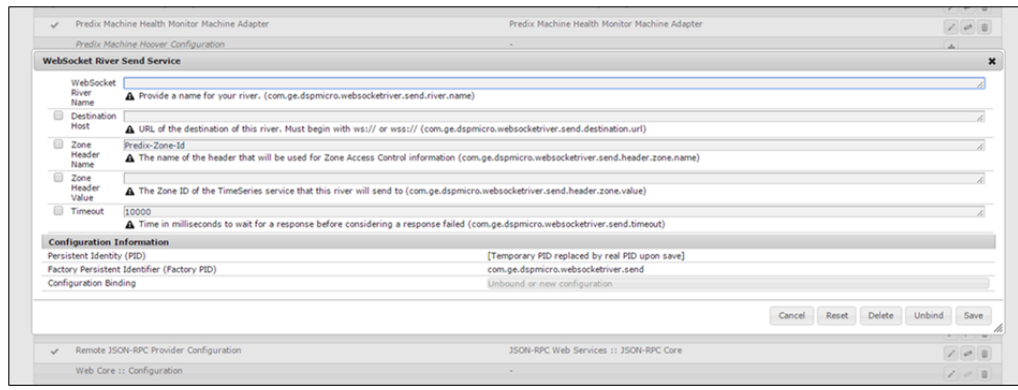 Predix Machine Health Monitor Machine Adapter Predix Machine Health Monitor Machine Adapter
Predix Machine Hoover Configuration -
WebSocket River Send Service
WebSocket
River
Name
Provide a name for your river. (com.ge.dspmicro.websocketriver.send.river.name)
Destination
Host
URL of the destination of this river. Must begin with ws:// or wss:// (com.ge.dspmicro.websocketriver.send.destination.url)
Zone
Header
Name
Predix-Zone-Id
The name of the header that will be used for Zone Access Control information (com.ge.dspmicro.websocketriver.send.header.zone.name)
Zone
Header
Value
The Zone ID of the TimeSeries service that this river will send to (com.ge.dspmicro.websocketriver.send.header.zone.value)
Timeout 10000
Time in milliseconds to wait for a response before considering a response failed (com.ge.dspmicro.websocketriver.send.timeout)
Configuration Information
Persistent Identity (PID) [Temporary PID replaced by real PID upon save]
Factory Persistent Identifier (Factory PID) com.ge.dspmicro.websocketriver.send
Configuration Binding Unbound or new configuration
Cancel Reset Delete Unbind Save
Remote JSON-RPC Provider Configuration JSON-RPC Web Services :: JSON-RPC Core
Web Core :: Configuration -